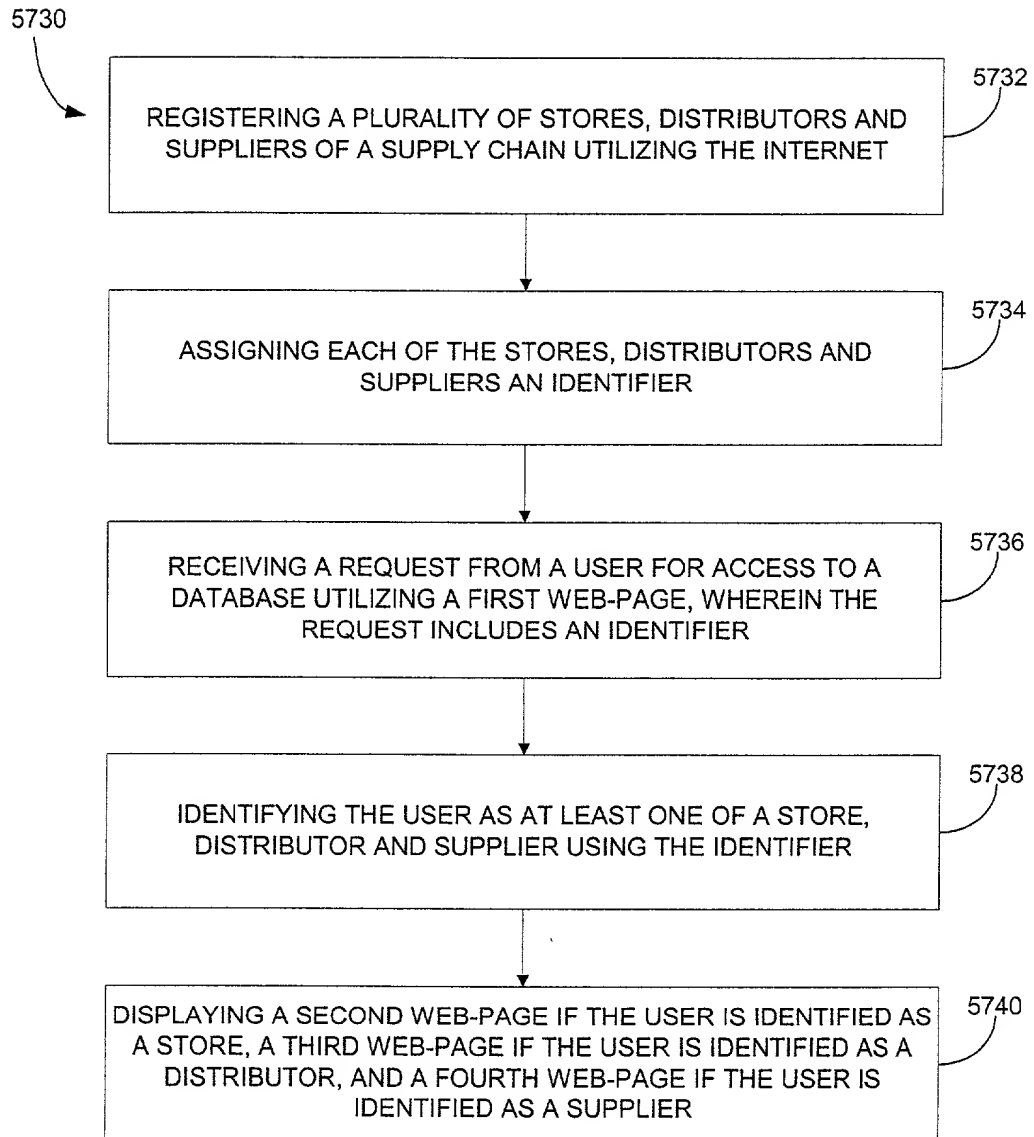 5730
5732
REGISTERING A PLURALITY OF STORES, DISTRIBUTORS AND
SUPPLIERS OF A SUPPLY CHAIN UTILIZING THE INTERNET
5734
ASSIGNING EACH OF THE STORES, DISTRIBUTORS AND
SUPPLIERS AN IDENTIFIER
5736
RECEIVING A REQUEST FROM A USER FOR ACCESS TO A
DATABASE UTILIZING A FIRST WEB-PAGE, WHEREIN THE
REQUEST INCLUDES AN IDENTIFIER
5738
IDENTIFYING THE USER AS AT LEAST ONE OF A STORE,
DISTRIBUTOR AND SUPPLIER USING THE IDENTIFIER
5740
DISPLAYING A SECOND WEB-PAGE IF THE USER IS IDENTIFIED AS
A STORE, A THIRD WEB-PAGE IF THE USER IS IDENTIFIED AS A
DISTRIBUTOR, AND A FOURTH WEB-PAGE IF THE USER IS
IDENTIFIED AS A SUPPLIER